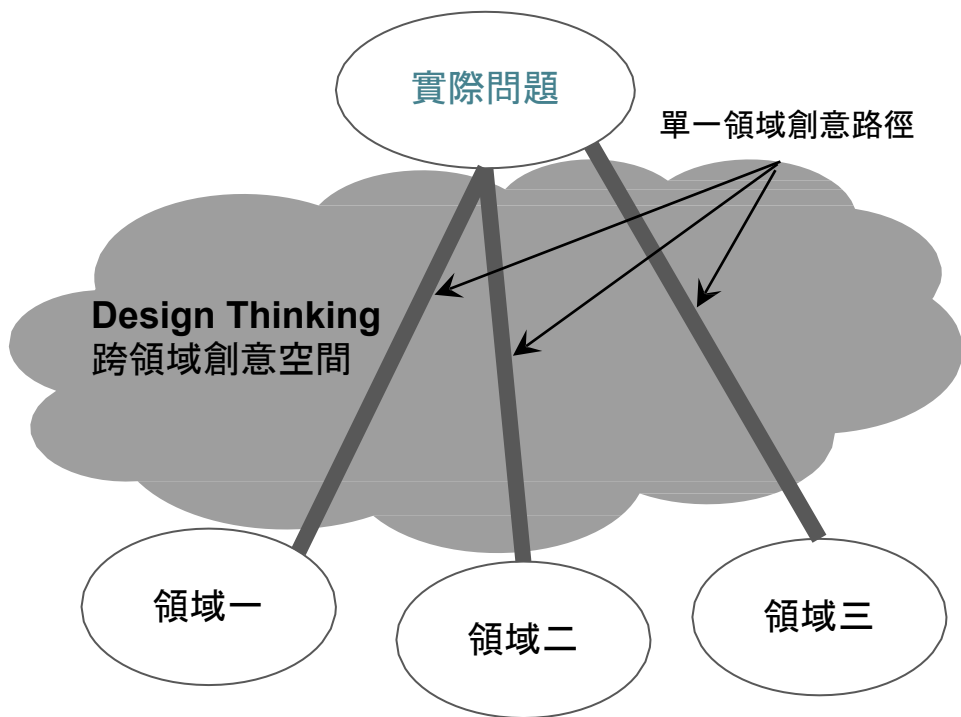 實際問題
單一領域創意路徑
Design Thinking
跨領域創意空間
領域一
領域二
領域三